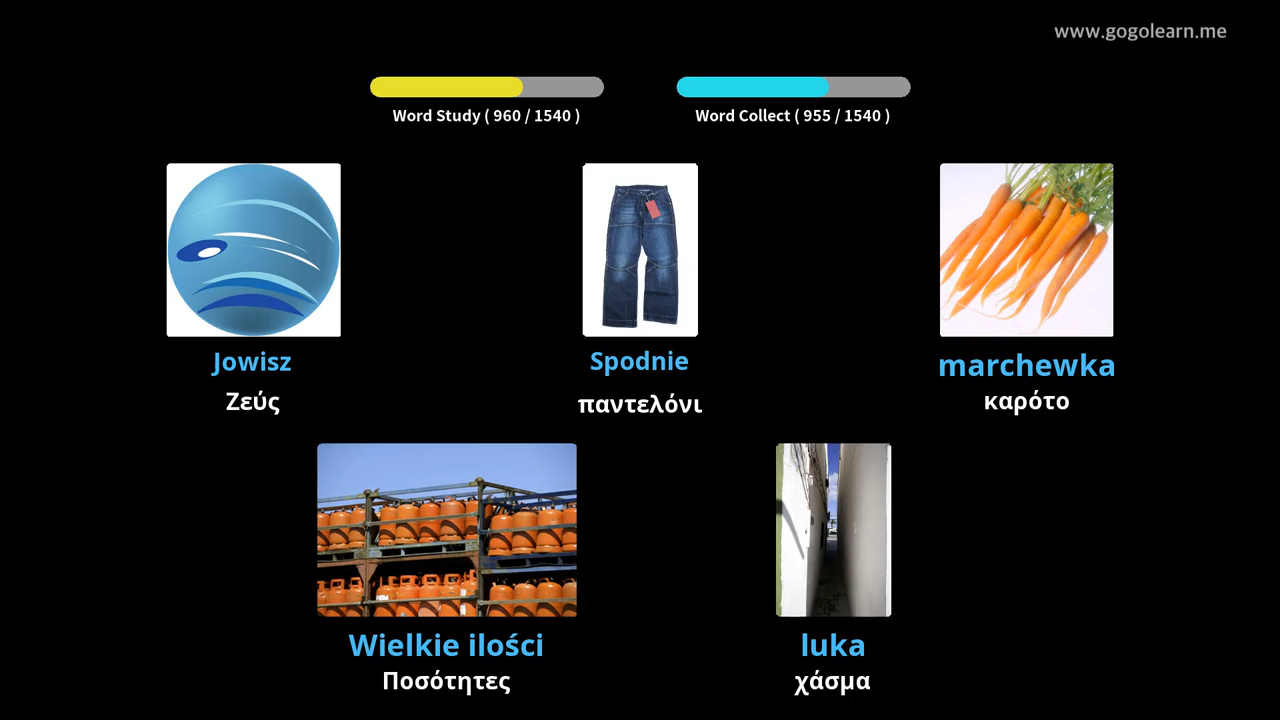 www.gogolearn.me
Word Study ( 960 / 1540 )
Word Collect ( 955 / 1540 )
Jowisz
Spodnie
marchewka
Ζεύς
παντελόνι
καρότο
Wielkie ilości
luka
Ποσότητες
χάσμα